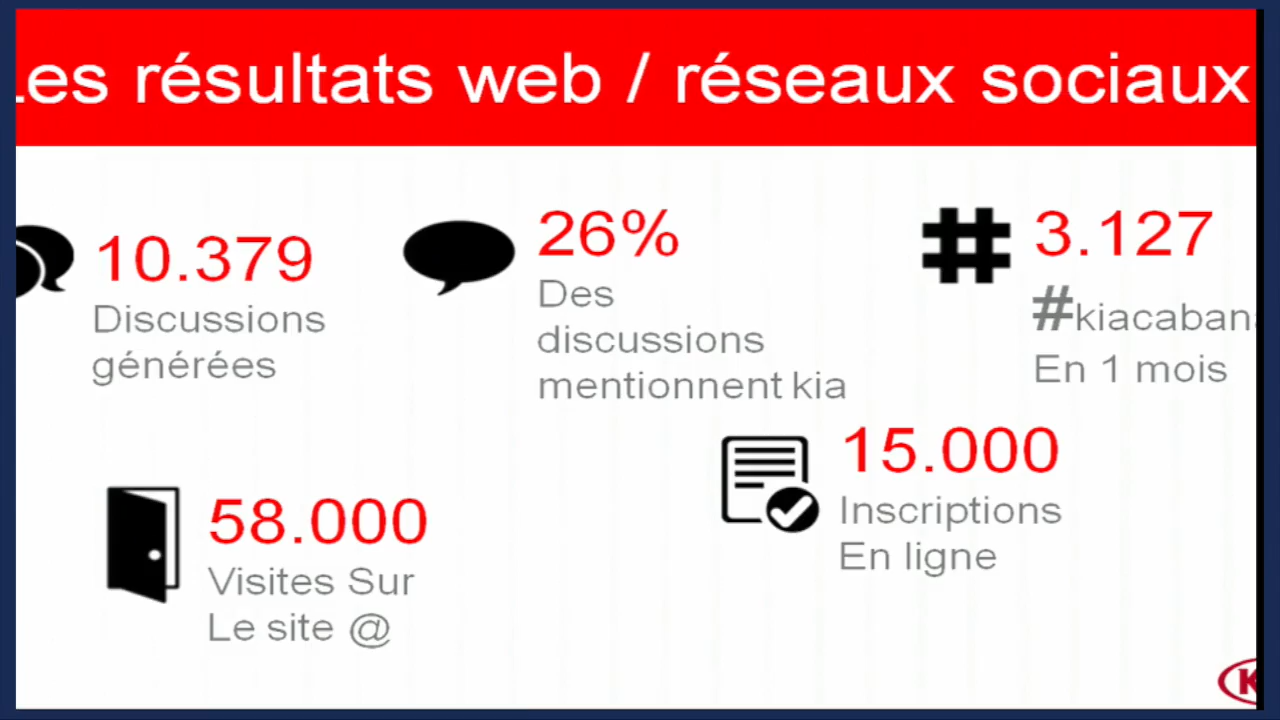 es résultats web / réseaux sociaux
10.379
Discussions
générées
26%
Des
discussions
mentionnent kia
3.127
#kiacaban
En 1 mois
58.000
Visites Sur
Le site @
15.000
Inscriptions
En ligne
K